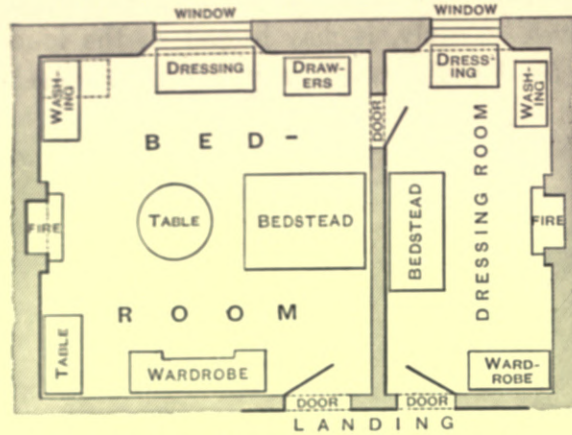 WINDOW
WINDOW
DRESSING
DRAW-
ERS
DRESS-
ING
WASH-
ING
WASH-
ING
DOOR
BED-
TABLE
BEDSTEAD
BEDSTEAD
DRESSING ROOM
FIRE
FIRE
ROOM
TABLE
WARDROBE
WARD-
ROBE
DOOR
DOOR
LANDING